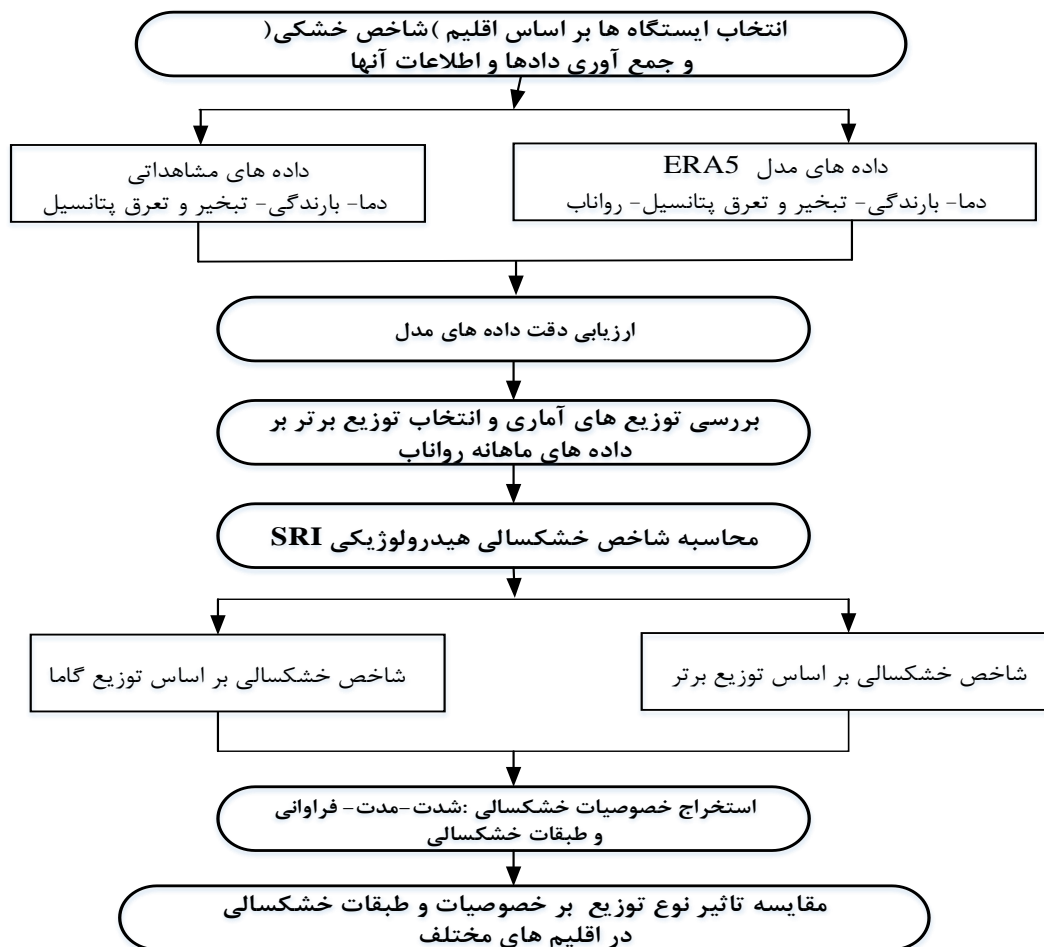 انتخاب ایستگاه ها بر اساس اقلیم )شاخص خشکی(
و جمع آوری دادها و اطلاعات آنها
داده های مدل ERA5
دما- بارندگی- تبخیر و تعرق پتانسیل- رواناب
داده های مشاهداتی
دما- بارندگی- تبخیر و تعرق پتانسیل
ارزیابی دقت داده های مدل
بررسی توزیع های آماری و انتخاب توزیع برتر بر
داده های ماهانه رواناب
محاسبه شاخص خشکسالی هیدرولوژیکی SRI
شاخص خشکسالی بر اساس توزیع برتر
شاخص خشکسالی بر اساس توزیع گاما
استخراج خصوصیات خشکسالی :شدت-مدت- فراوانی
و طبقات خشکسالی
مقایسه تاثیر نوع توزیع بر خصوصیات و طبقات خشکسالی
در اقلیم های مختلف